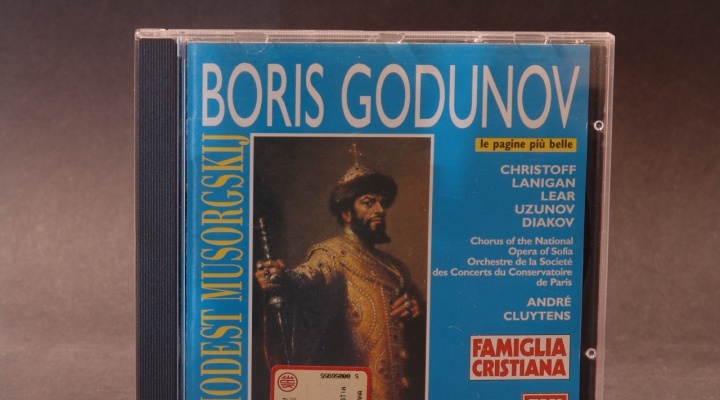 BORIS GODUNOV
le pagine più belle
MODEST MUSORGSKIJ
CHRISTOFF
LANIGAN
LEAR
UZUNOV
DIAKOV
Chorus of the National
Opera of Sofia
Orchestre de la Societé
des Concerts du Conservatoire
de Paris
ANDRÉ
CLUYTENS
FAMIGLIA
CRISTIANA